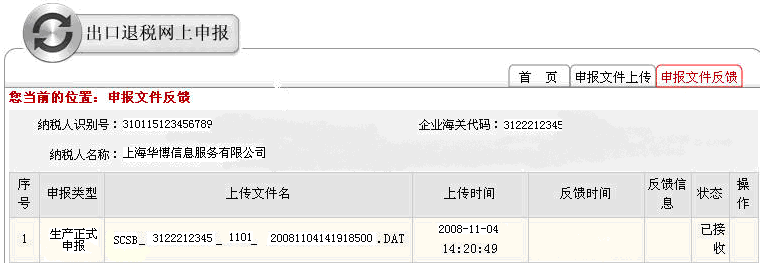 出口退税网上申报
首 页 申报文件上传 申报文件反馈
您当前的位置：申报文件反馈
纳税人识别号：310115123456789 企业海关代码：3122212345
纳税人名称：上海华博信息服务有限公司
序号 申报类型 上传文件名 上传时间 反馈时间 反馈信息 状态 操作
1 生产正式申报 SCSB_ 3122212345 _ 1101_ 20081104141918500 .DAT 2008-11-04 14:20:49 已接收